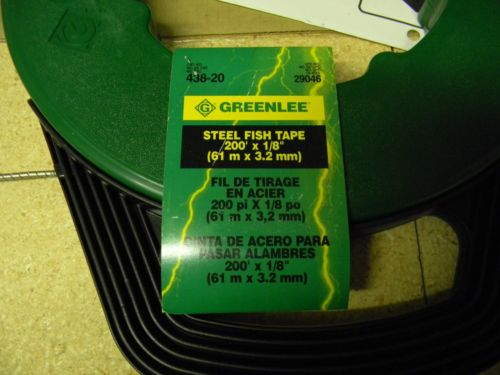 438-20
29046
G GREENLEE
STEEL FISH TAPE
200' x 1/8"
(61 m x 3.2 mm)
FIL DE TIRAGE
EN ACIER
200 pi X 1/8 po
(61 m x 3,2 mm)
CINTA DE ACERO PARA
PASAR ALAMBRES
200' x 1/8"
(61 m x 3.2 mm)